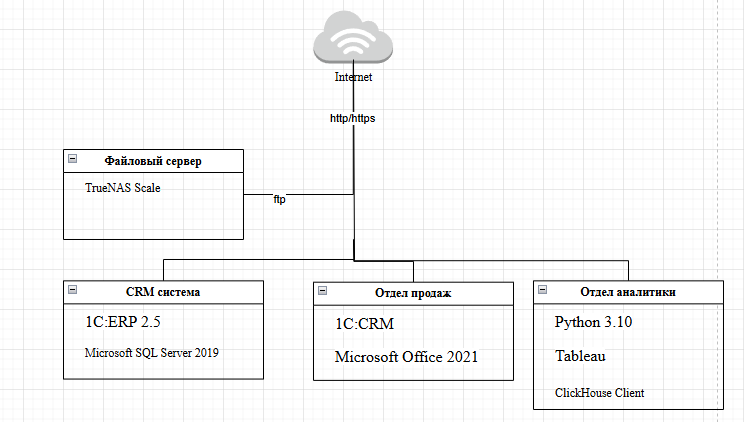 Internet
http/https
Файловый сервер
TrueNAS Scale
ftp
CRM система
1C:ERP 2.5
Microsoft SQL Server 2019
Отдел продаж
1C:CRM
Microsoft Office 2021
Отдел аналитики
Python 3.10
Tableau
ClickHouse Client